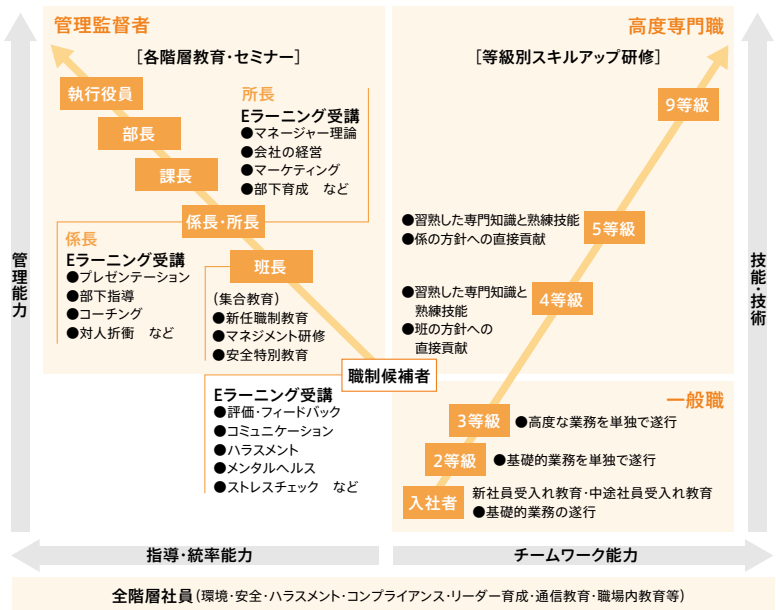 管理監督者
[各階層教育・セミナー]
執行役員
部長
課長
係長・所長
班長
所長
Eラーニング受講
●マネージャー理論
●会社の経営
●マーケティング
●部下育成 など
係長
Eラーニング受講
●プレゼンテーション
●部下指導
●コーチング
●対人折衝 など
(集合教育)
●新任職制教育
●マネジメント研修
●安全特別教育
職制候補者
Eラーニング受講
●評価・フィードバック
●コミュニケーション
●ハラスメント
●メンタルヘルス
●ストレスチェック など
高度専門職
[等級別スキルアップ研修]
9等級
5等級
●習熟した専門知識と熟練技能
●係の方針への直接貢献
4等級
●習熟した専門知識と
熟練技能
●班の方針への
直接貢献
一般職
3等級
●高度な業務を単独で遂行
2等級
●基礎的業務を単独で遂行
入社者
新社員受入れ教育・中途社員受入れ教育
●基礎的業務の遂行
管理能力
技能・技術
指導・統率能力
チームワーク能力
全階層社員(環境・安全・ハラスメント・コンプライアンス・リーダー育成・通信教育・職場内教育等)